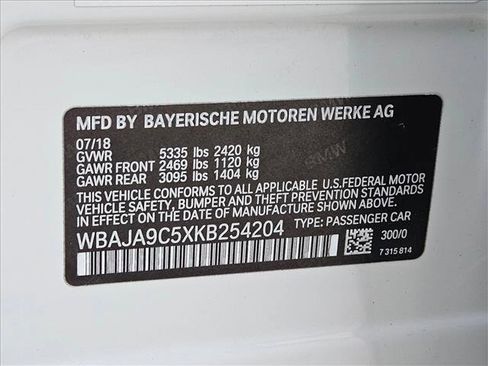 MFD BY BAYERISCHE MOTOREN WERKE AG
07/18
GVWR 5335 lbs 2420 kg
GAWR FRONT 2469 lbs 1120 kg
GAWR REAR 3095 lbs 1404 kg
THIS VEHICLE CONFORMS TO ALL APPLICABLE U.S.FEDERAL MOTOR
VEHICLE SAFETY, BUMPER, AND THEFT PREVENTION STANDARDS
IN EFFECT ON THE DATE OF MANUFACTURE SHOWN ABOVE.
WBAJA9C5XKB254204 TYPE: PASSENGER CAR
300/0
7 315 814
BMW